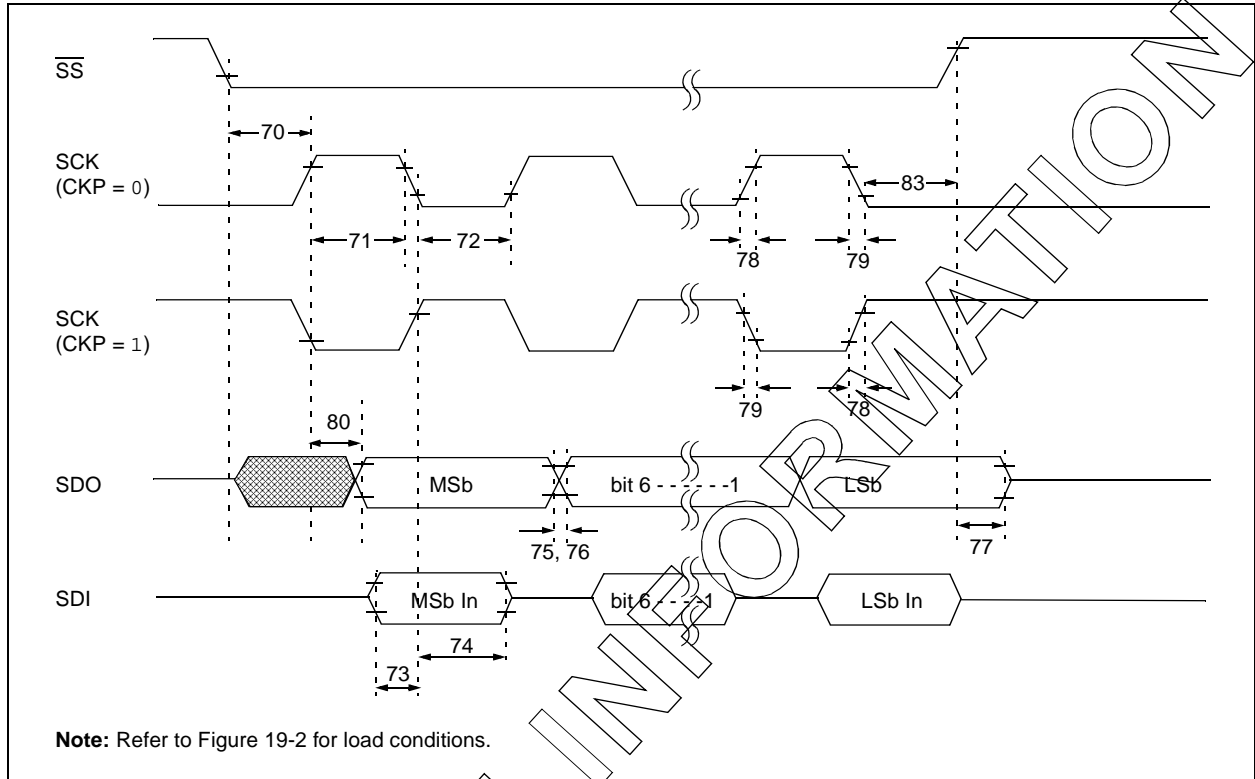 SS
70
SCK
(CKP = 0)
83
71
72
78
79
SCK
(CKP = 1)
79
78
80
SDO
MSb
bit 6 - - - - - -1
LSb
75, 76
77
SDI
MSb In
bit 6 - - - - -1
LSb In
74
73
Note: Refer to Figure 19-2 for load conditions.
INFORMATION